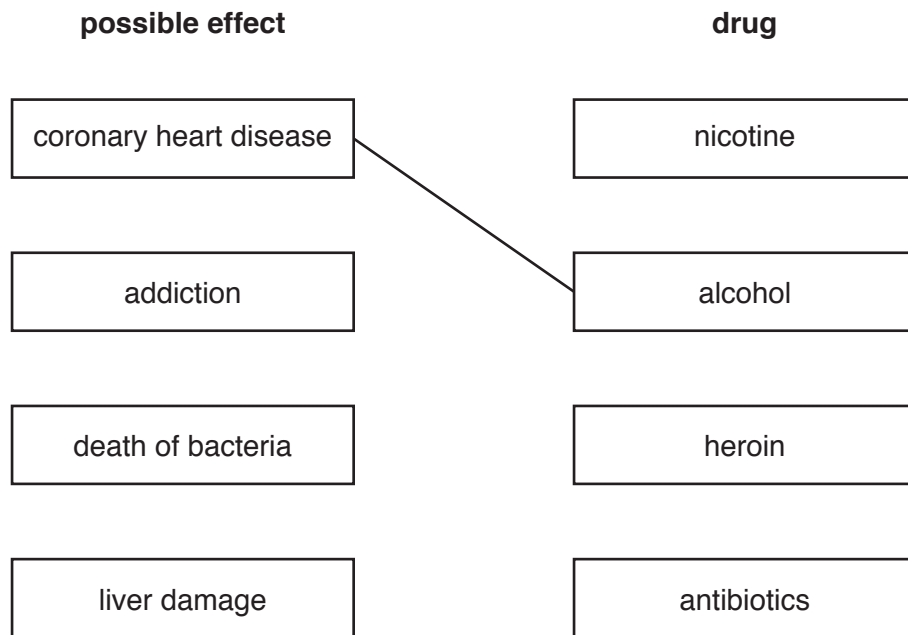 possible effect drug
coronary heart disease nicotine
addiction alcohol
death of bacteria heroin
liver damage antibiotics